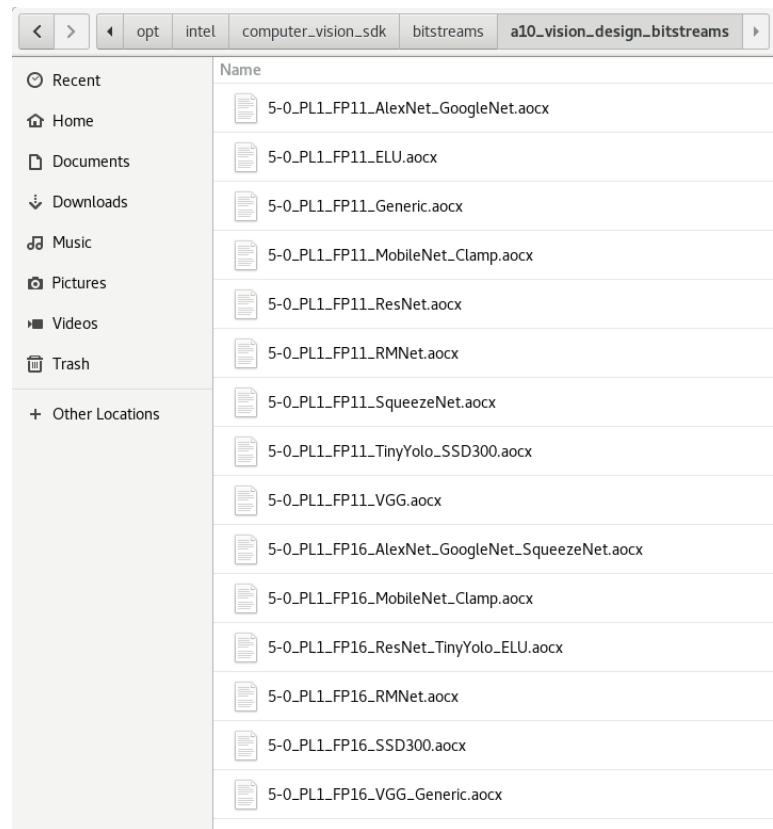 opt intel computer_vision_sdk bitstreams a10_vision_design_bitstreams
Recent
Home
Documents
Downloads
Music
Pictures
Videos
Trash
+ Other Locations
Name
5-0_PL1_FP11_AlexNet_GoogleNet.aocx
5-0_PL1_FP11_ELU.aocx
5-0_PL1_FP11_Generic.aocx
5-0_PL1_FP11_MobileNet_Clamp.aocx
5-0_PL1_FP11_ResNet.aocx
5-0_PL1_FP11_RMNet.aocx
5-0_PL1_FP11_SqueezeNet.aocx
5-0_PL1_FP11_TinyYolo_SSD300.aocx
5-0_PL1_FP11_VGG.aocx
5-0_PL1_FP16_AlexNet_GoogleNet_SqueezeNet.aocx
5-0_PL1_FP16_MobileNet_Clamp.aocx
5-0_PL1_FP16_ResNet_TinyYolo_ELU.aocx
5-0_PL1_FP16_RMNet.aocx
5-0_PL1_FP16_SSD300.aocx
5-0_PL1_FP16_VGG_Generic.aocx